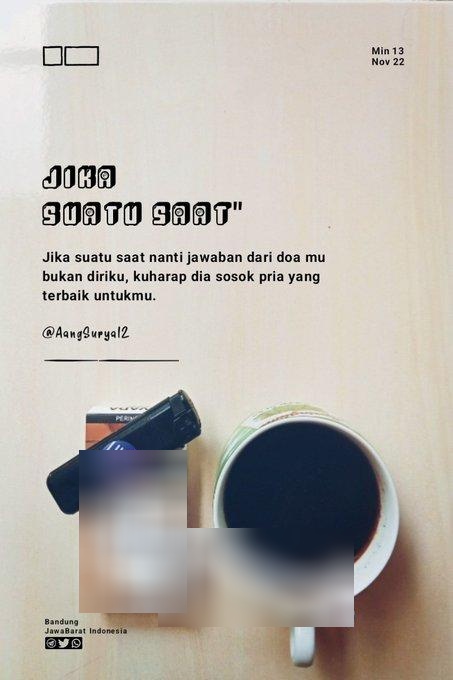 Min 13
Nov 22
JIKA
SUATU SAAT"
Jika suatu saat nanti jawaban dari doa mu
bukan diriku, kuharap dia sosok pria yang
terbaik untukmu.
@AangSurya12
Bandung
JawaBarat Indonesia